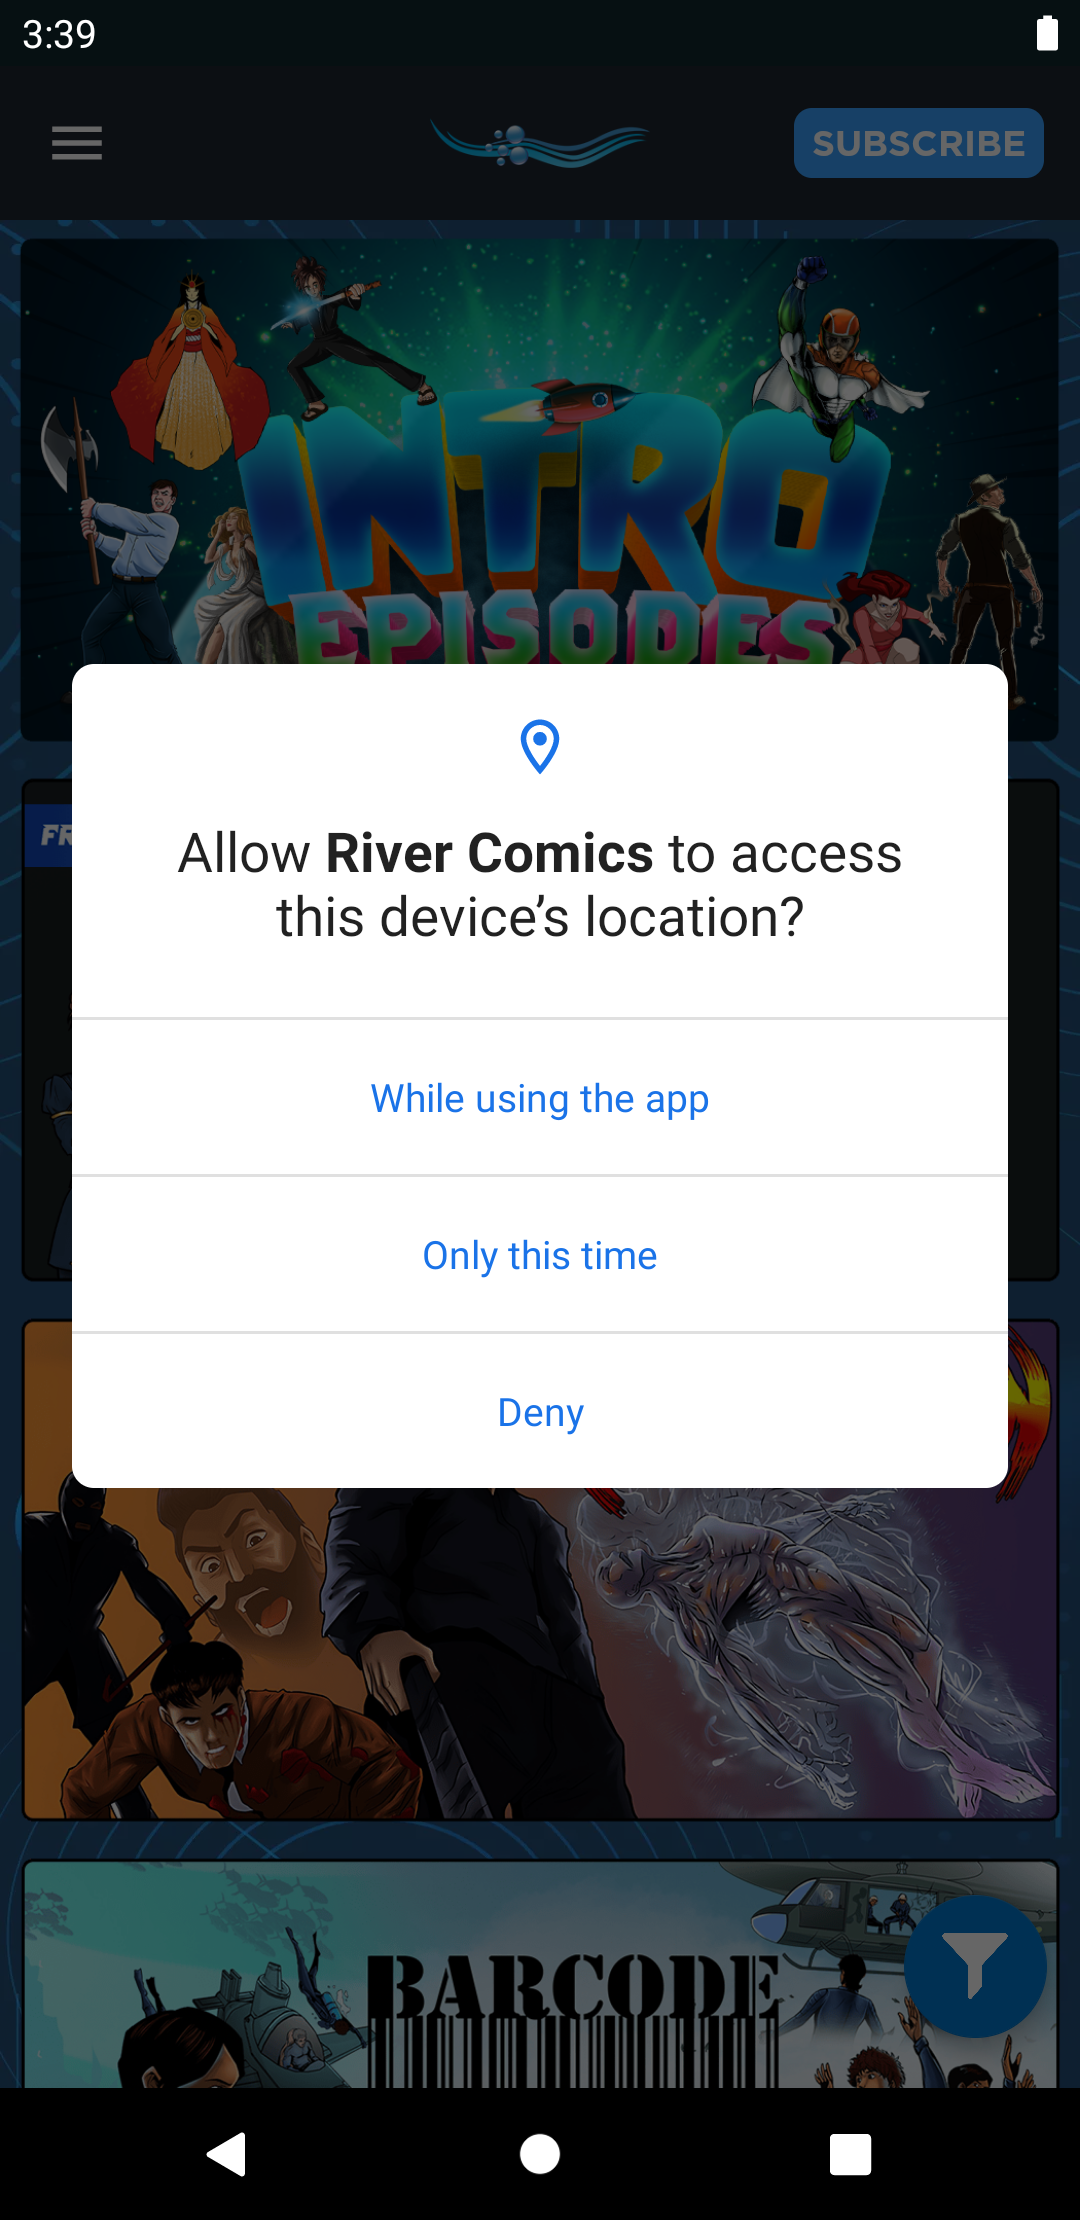 3:39
SUBSCRIBE
INTRO
EPISODES
FR
Allow River Comics to access
this device’s location?
While using the app
Only this time
Deny
BARCODE